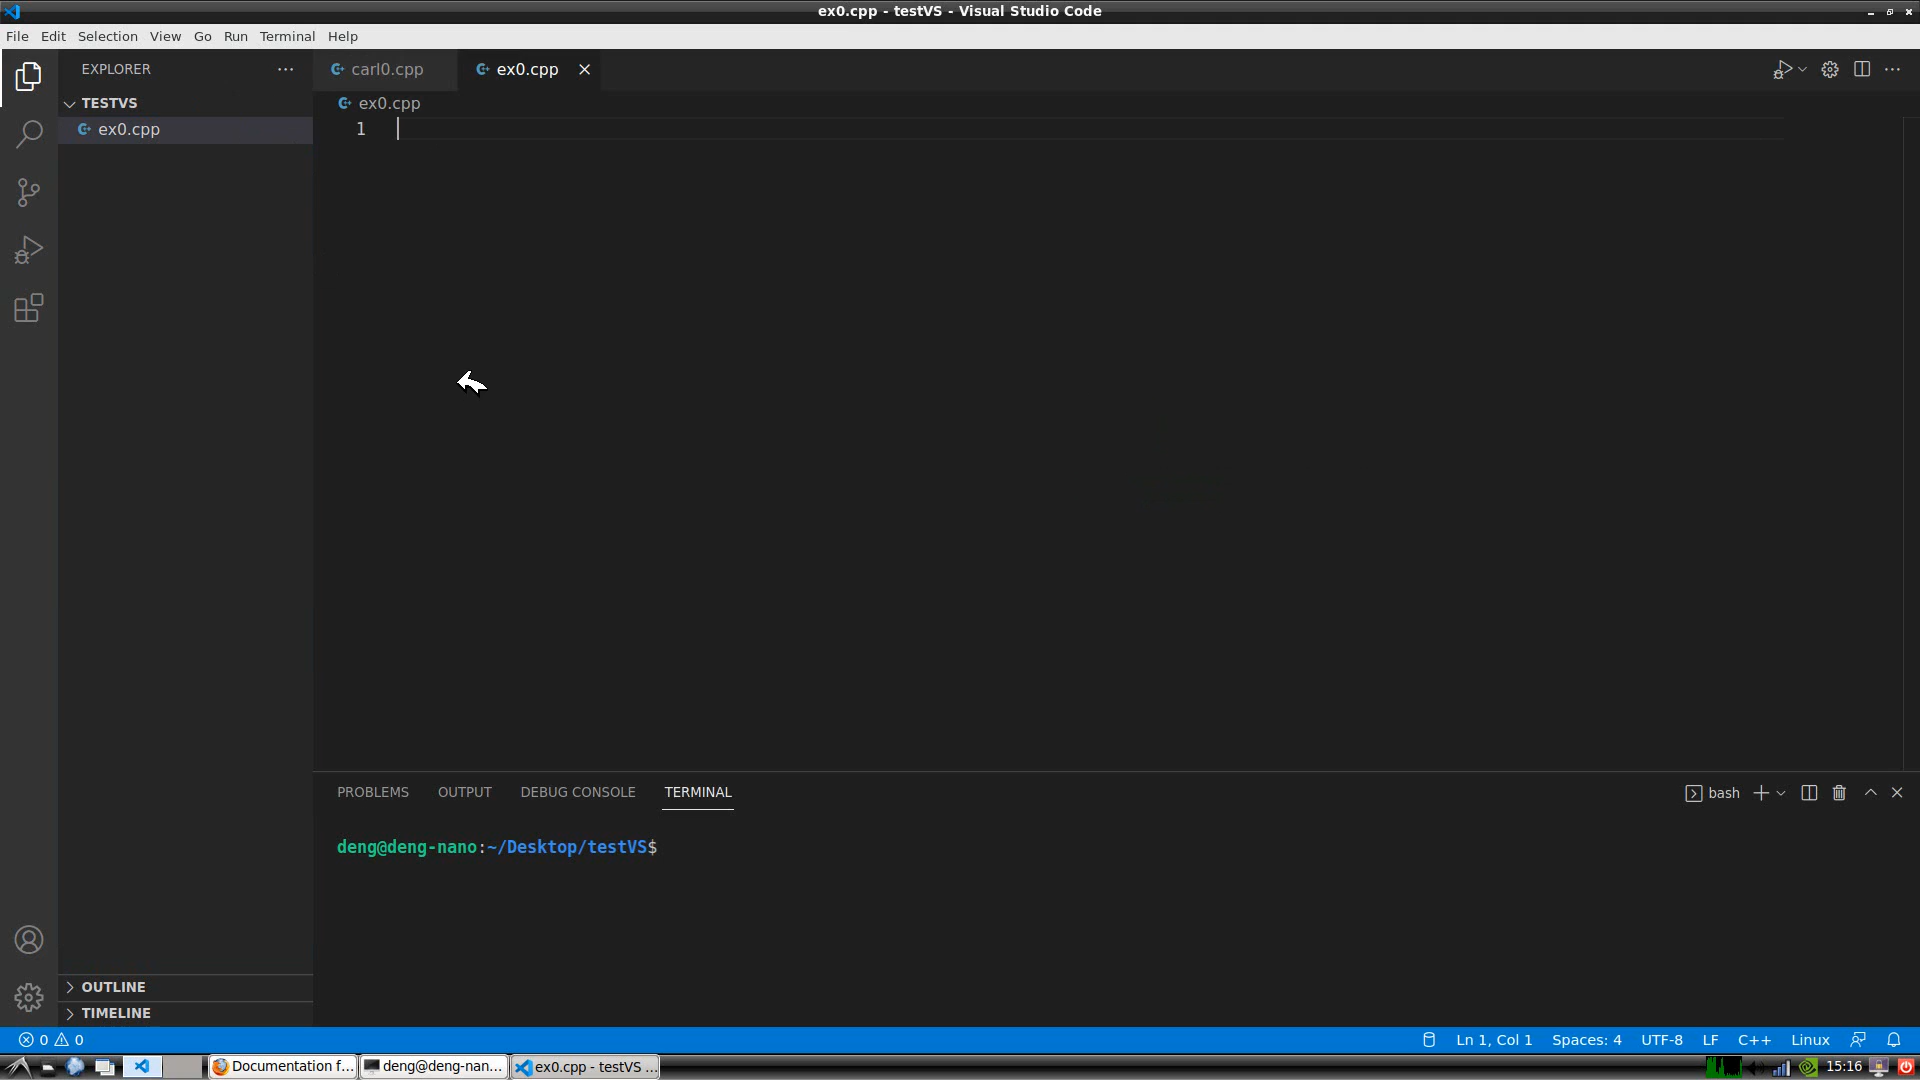 ex0.cpp - testVS - Visual Studio Code
File Edit Selection View Go Run Terminal Help
EXPLORER
carl0.cpp
ex0.cpp
TESTVS
ex0.cpp
ex0.cpp
1
PROBLEMS OUTPUT DEBUG CONSOLE TERMINAL
bash
deng@deng-nano:~/Desktop/testVS$
OUTLINE
TIMELINE
0 0
Ln 1, Col 1 Spaces: 4 UTF-8 LF C++ Linux
Documentation f...
deng@deng-nan...
ex0.cpp - testVS ...
15:16